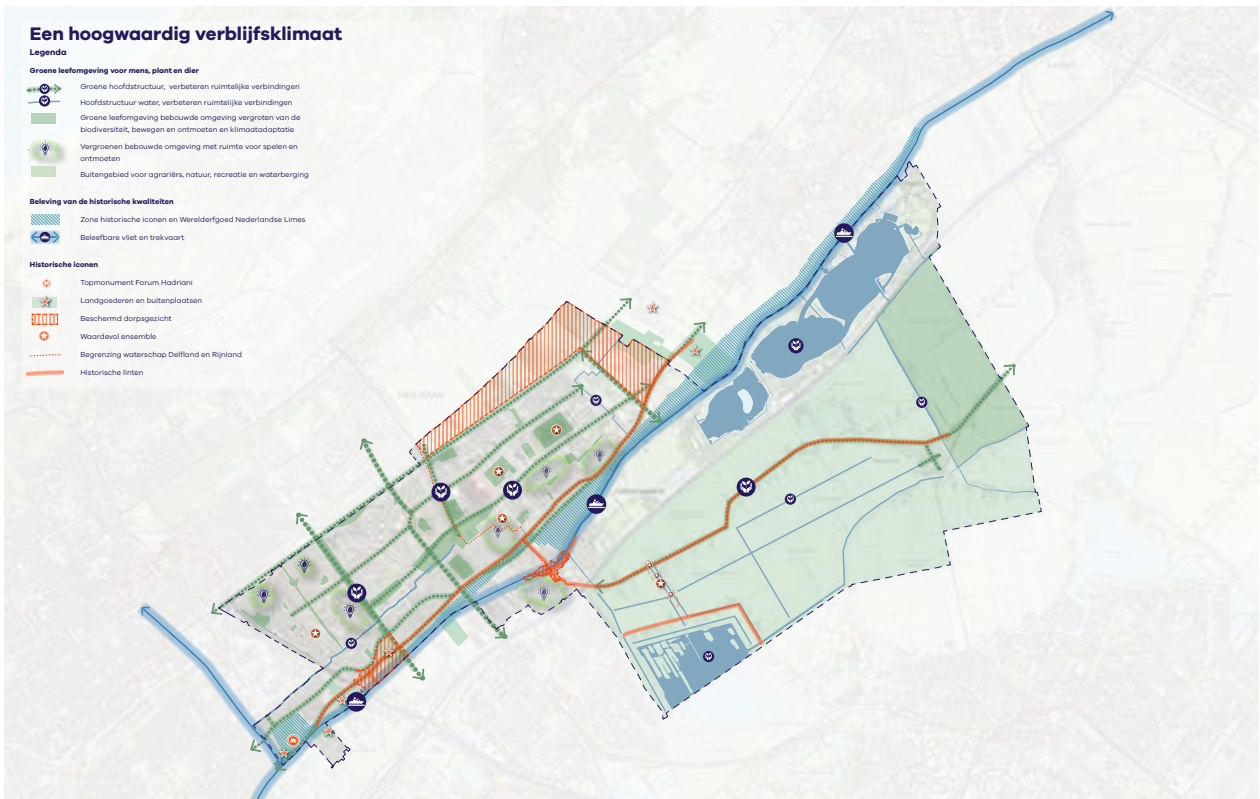 Een hoogwaardig verblijfsklimaat
Legenda
Groene leefomgeving voor mens, plant en dier
Groene hoofdstructuur, verbeteren ruimtelijke verbindingen
Hoofdstructuur water, verbeteren ruimtelijke verbindingen
Groene leefomgeving bebouwde omgeving vergroten van de
biodiversiteit, bewegen en ontmoeten en klimaatadaptatie
Vergroenen bebouwde omgeving met ruimte voor spelen en
ontmoeten
Buitengebied voor agrariërs, natuur, recreatie en waterberging
Beleving van de historische kwaliteiten
Zone historische iconen en Werelderfgoed Nederlandse Limes
Beleefbare vliet en trekvaart
Historische iconen
Topmonument Forum Hadriani
Landgoederen en buitenplaatsen
Beschermd dorpsgezicht
Waardevol ensemble
Begrenzing waterschap Delfland en Rijnland
Historische linten